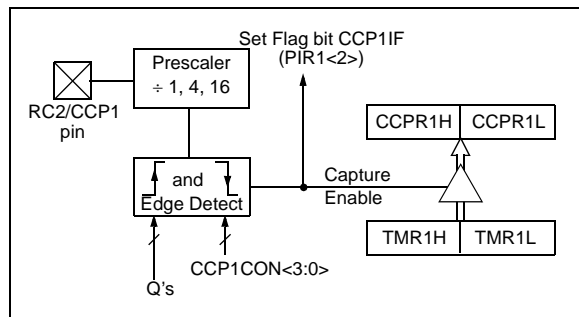 Set Flag bit CCP1IF
(PIR1<2>)
Prescaler
÷ 1, 4, 16
RC2/CCP1
pin
CCPR1H
CCPR1L
and
Edge Detect
Capture
Enable
TMR1H
TMR1L
CCP1CON<3:0>
Q's